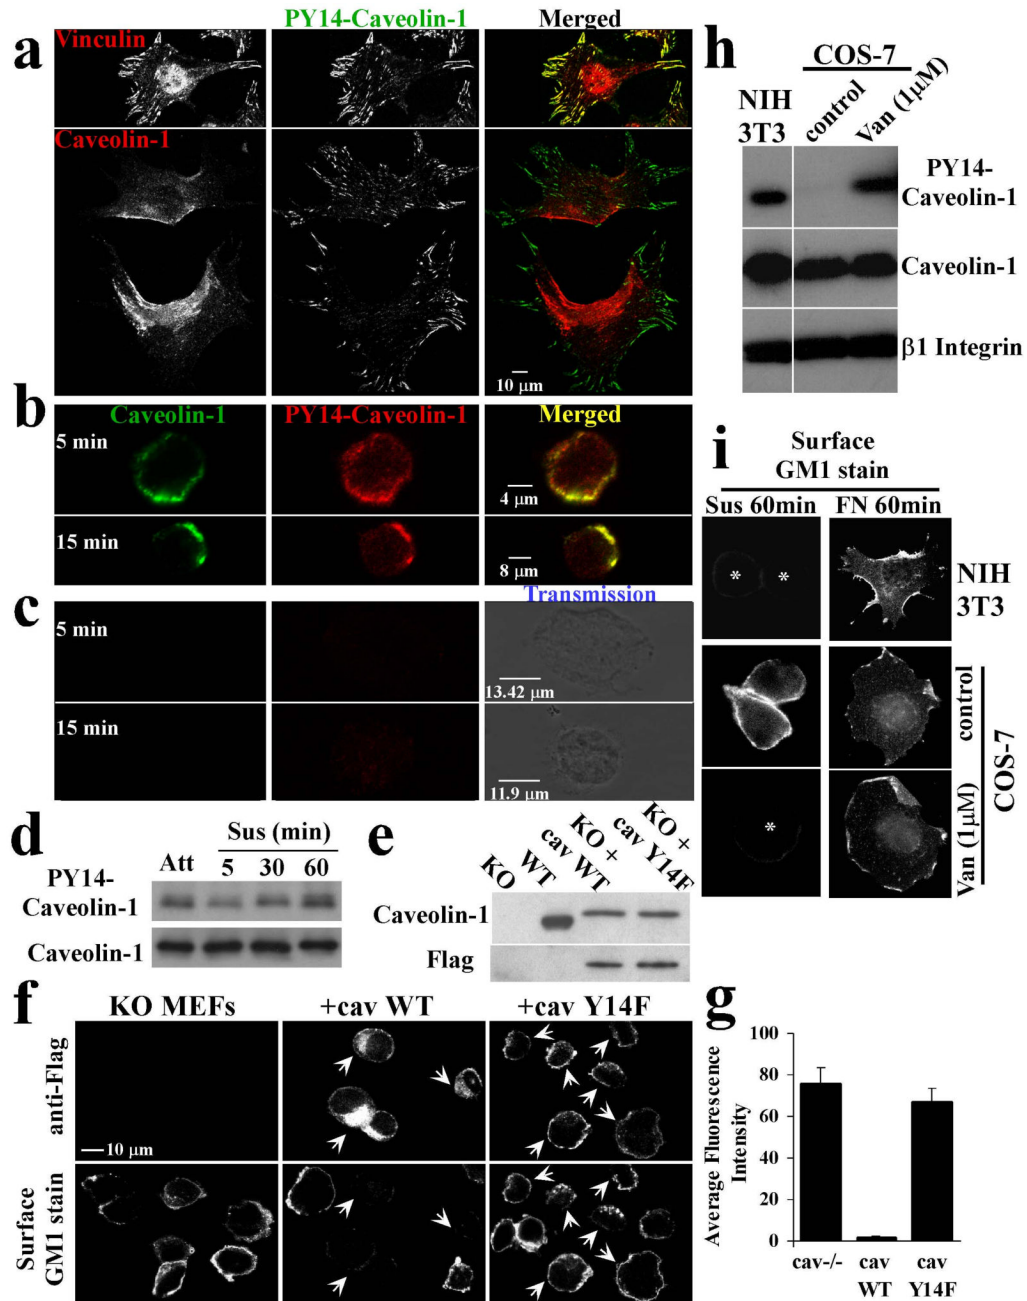 a
PY14-Caveolin-1
Merged
Vinculin
Caveolin-1
10 μm
b
Caveolin-1
PY14-Caveolin-1
Merged
5 min
4 μm
15 min
8 μm
c
Transmission
5 min
13.42 μm
15 min
11.9 μm
d
Sus (min)
Att
5
30
60
PY14-
Caveolin-1
Caveolin-1
e
KO
WT
KO +
cav WT
KO +
cav Y14F
Caveolin-1
Flag
f
KO MEFs
+cav WT
+cav Y14F
anti-Flag
10 μm
Surface
GM1 stain
g
Average Fluorescence
Intensity
100
80
60
40
20
0
cav-/-
cav
WT
cav
Y14F
h
COS-7
NIH
3T3
control
Van (1μM)
PY14-
Caveolin-1
Caveolin-1
β1 Integrin
i
Surface
GM1 stain
Sus 60min
FN 60min
* *
NIH
3T3
control
COS-7
*
Van (1μM)